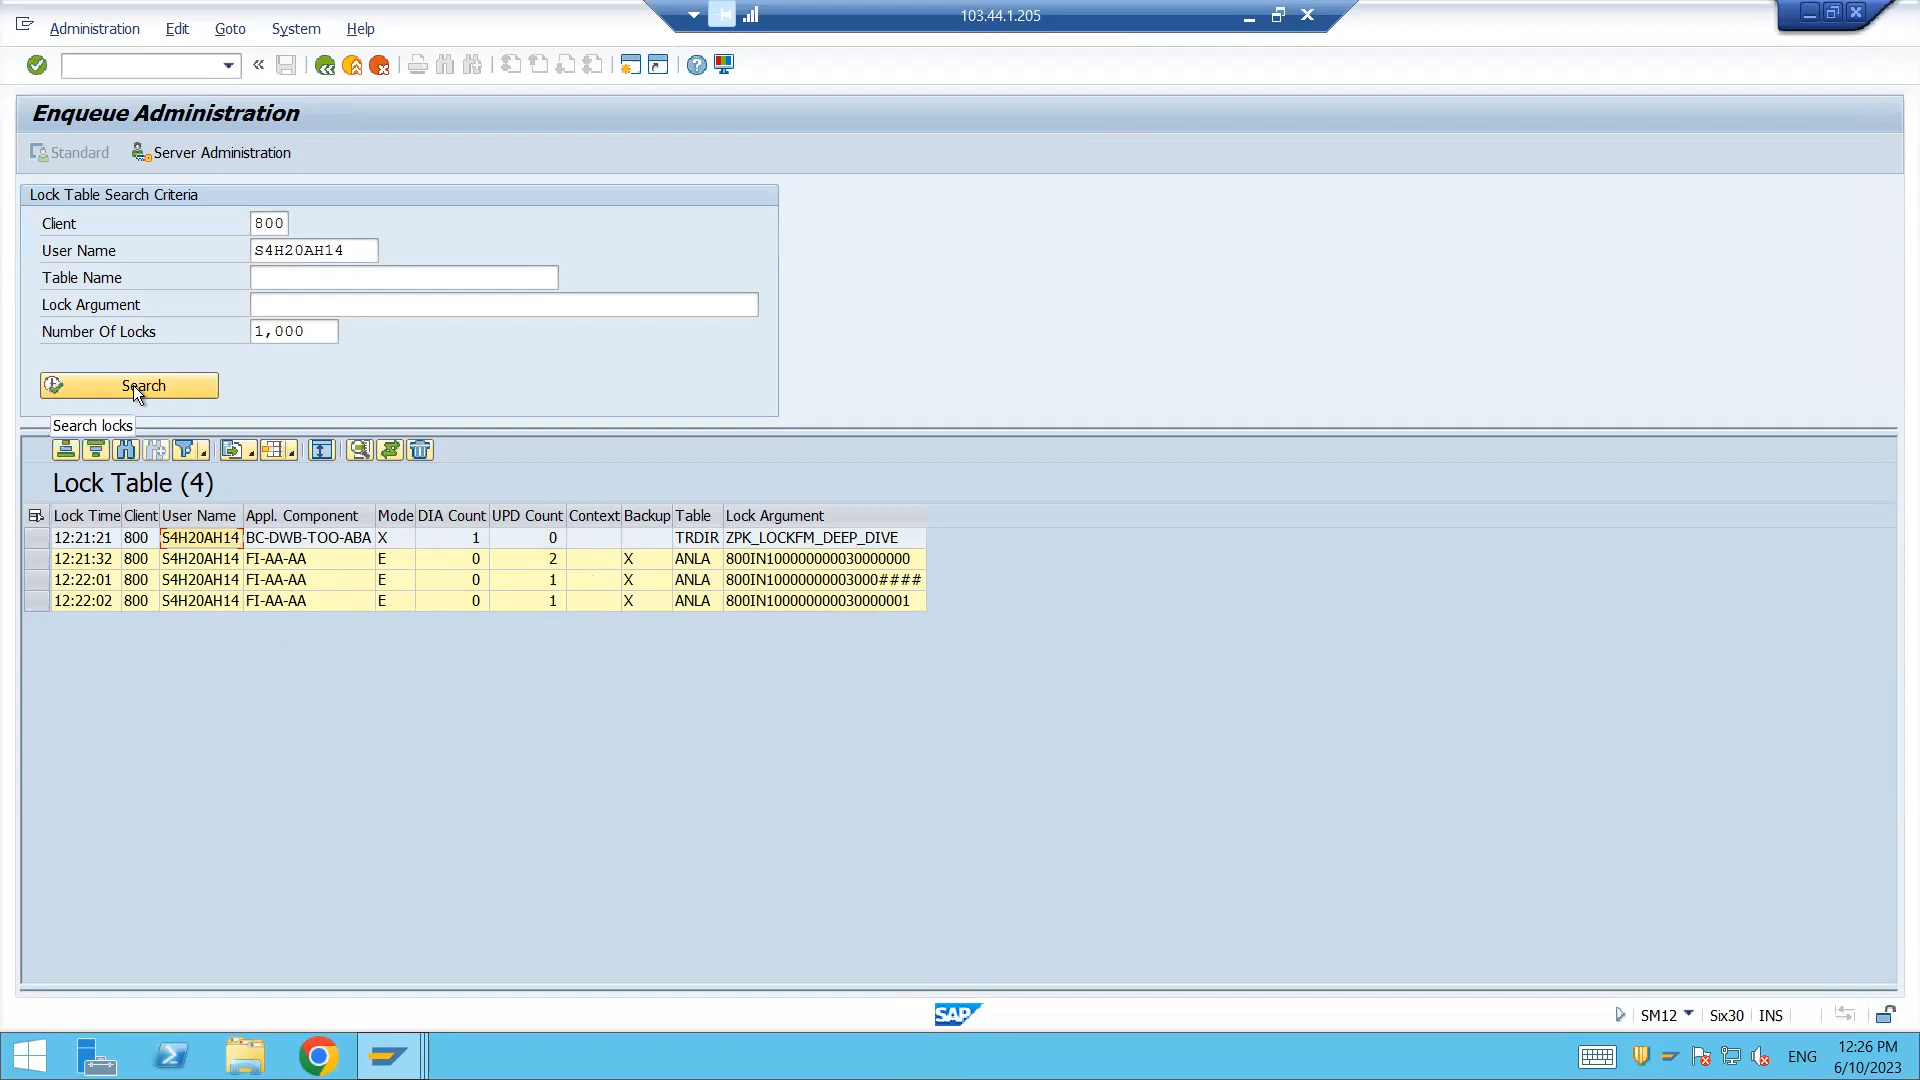 103.44.1.205
Administration Edit Goto System Help
Enqueue Administration
Standard Server Administration
Lock Table Search Criteria
Client 800
User Name S4H20AH14
Table Name
Lock Argument
Number Of Locks 1,000
Search
Search locks
Lock Table (4)
Lock Time Client User Name Appl. Component Mode DIA Count UPD Count Context Backup Table Lock Argument
12:21:21 800 S4H20AH14 BC-DWB-TOO-ABA X 1 0 TRDIR ZPK_LOCKFM_DEEP_DIVE
12:21:32 800 S4H20AH14 FI-AA-AA E 0 2 X ANLA 800IN100000000030000000
12:22:01 800 S4H20AH14 FI-AA-AA E 0 1 X ANLA 800IN10000000003000####
12:22:02 800 S4H20AH14 FI-AA-AA E 0 1 X ANLA 800IN100000000030000001
SAP
SM12 Six30 INS
ENG
12:26 PM
6/10/2023